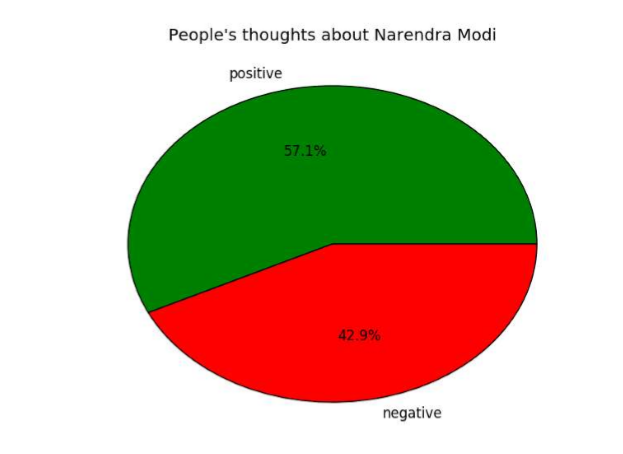 People's thoughts about Narendra Modi
positive
57.1%
42.9%
negative